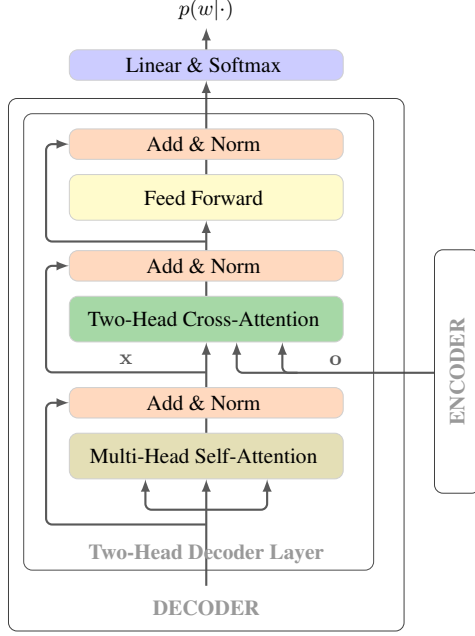 p(w|·)
Linear & Softmax
Add & Norm
Feed Forward
Add & Norm
Two-Head Cross-Attention
x
o
Add & Norm
Multi-Head Self-Attention
Two-Head Decoder Layer
DECODER
ENCODER